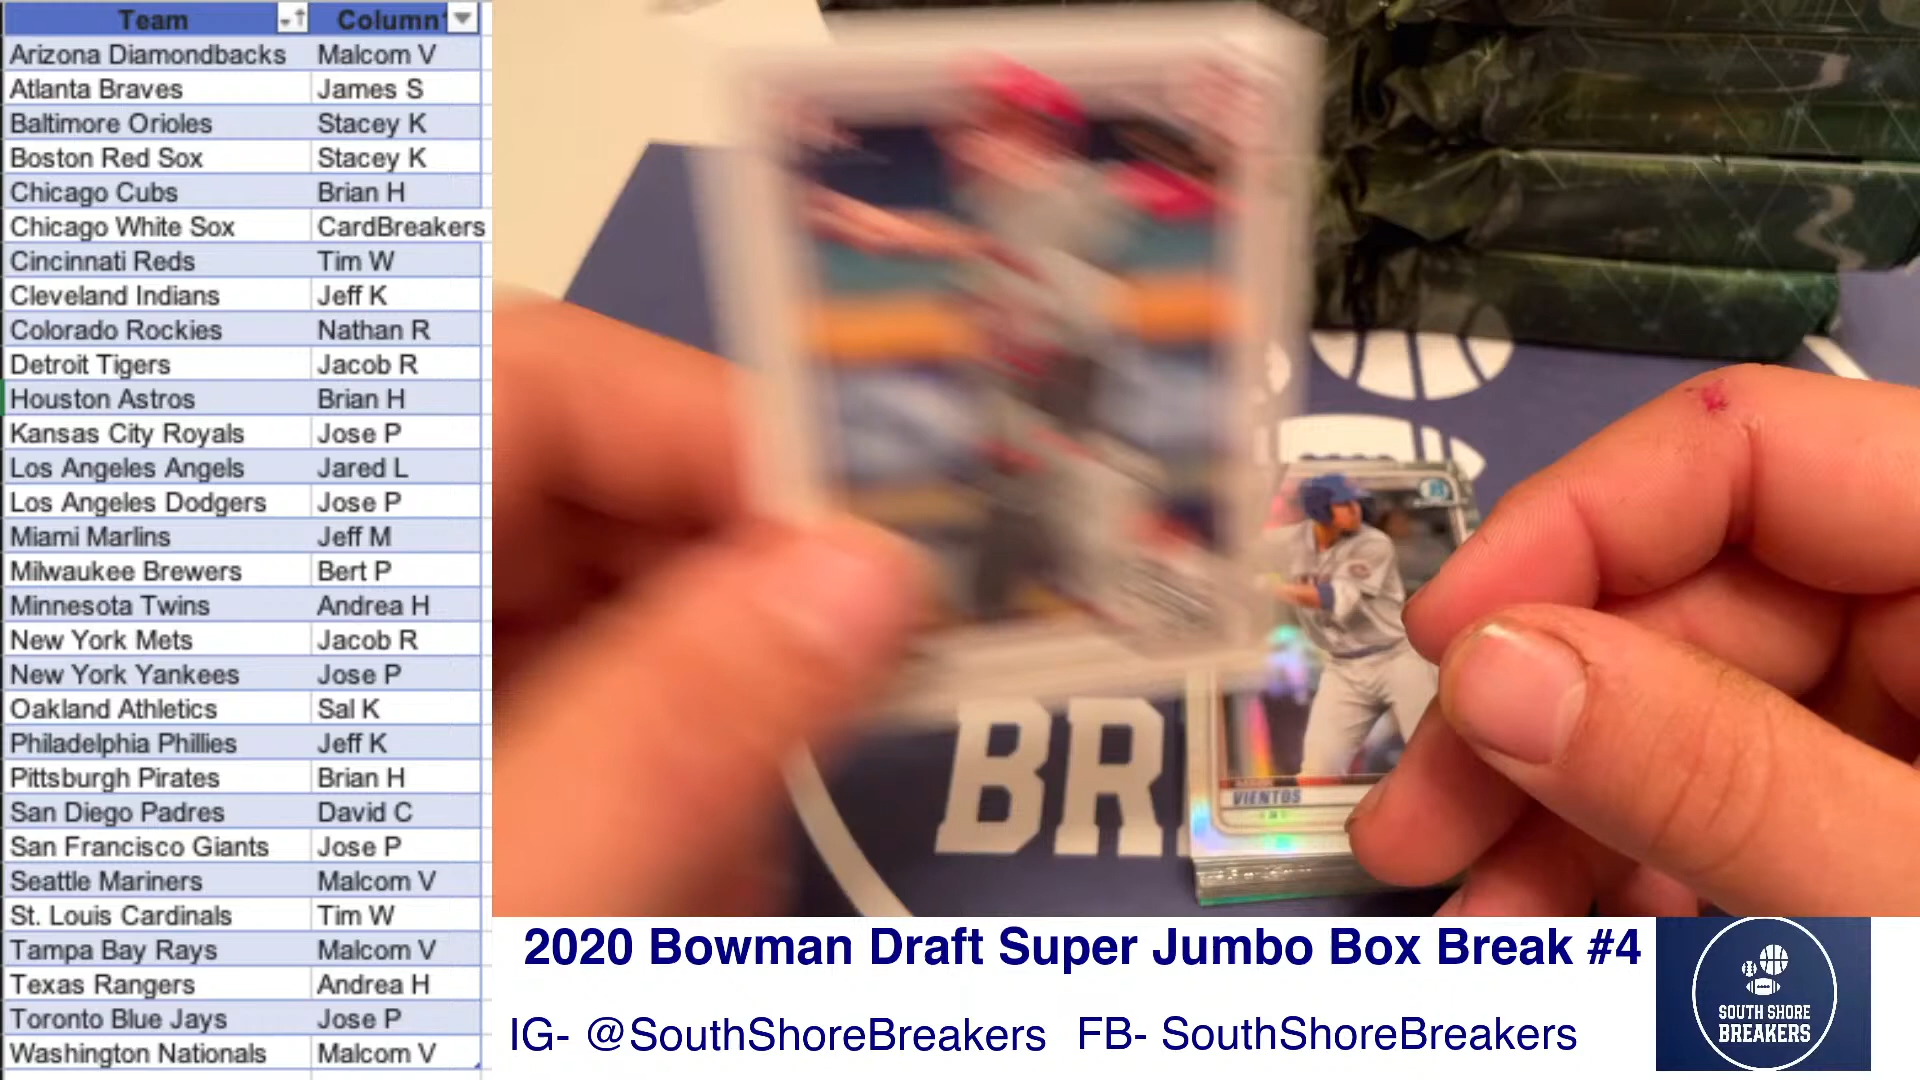 Team Column
Arizona Diamondbacks Malcom V
Atlanta Braves James S
Baltimore Orioles Stacey K
Boston Red Sox Stacey K
Chicago Cubs Brian H
Chicago White Sox CardBreakers
Cincinnati Reds Tim W
Cleveland Indians Jeff K
Colorado Rockies Nathan R
Detroit Tigers Jacob R
Houston Astros Brian H
Kansas City Royals Jose P
Los Angeles Angels Jared L
Los Angeles Dodgers Jose P
Miami Marlins Jeff M
Milwaukee Brewers Bert P
Minnesota Twins Andrea H
New York Mets Jacob R
New York Yankees Jose P
Oakland Athletics Sal K
Philadelphia Phillies Jeff K
Pittsburgh Pirates Brian H
San Diego Padres David C
San Francisco Giants Jose P
Seattle Mariners Malcom V
St. Louis Cardinals Tim W
Tampa Bay Rays Malcom V
Texas Rangers Andrea H
Toronto Blue Jays Jose P
Washington Nationals Malcom V
VIENTOS
BR
2020 Bowman Draft Super Jumbo Box Break #4
IG- @SouthShoreBreakers FB- SouthShoreBreakers
SOUTH SHORE
BREAKERS